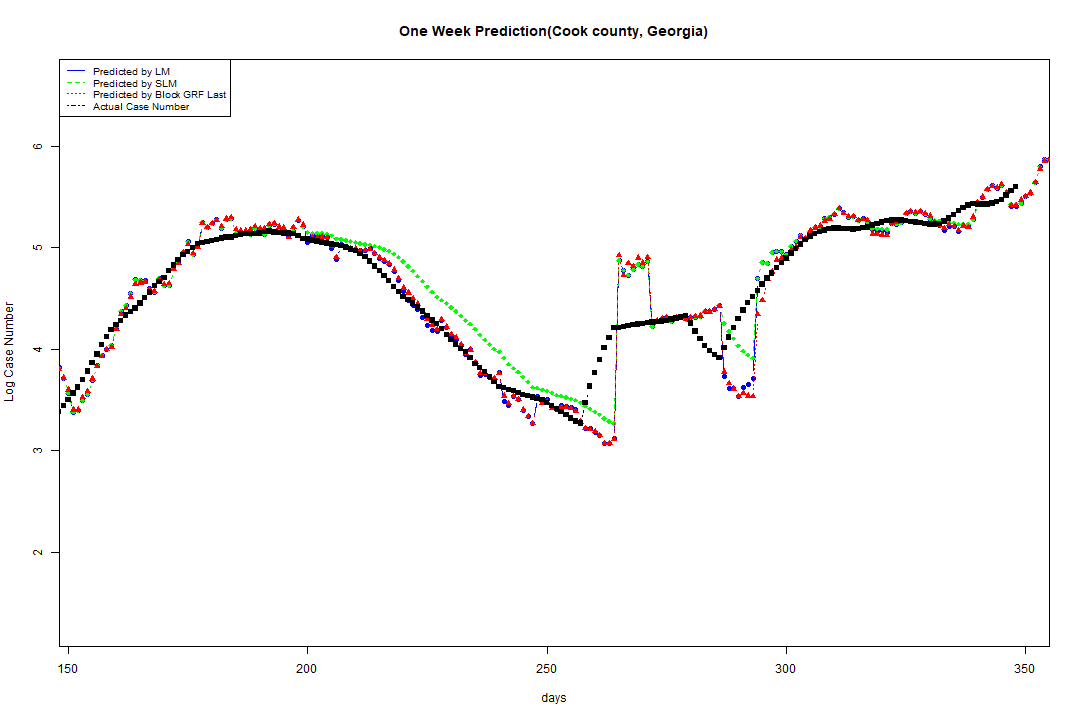 One Week Prediction(Cook county, Georgia)
Predicted by LM
Predicted by SLM
Predicted by Block GRF Last
Actual Case Number
6
5
4
3
2
Log Case Number
150 200 250 300 350
days